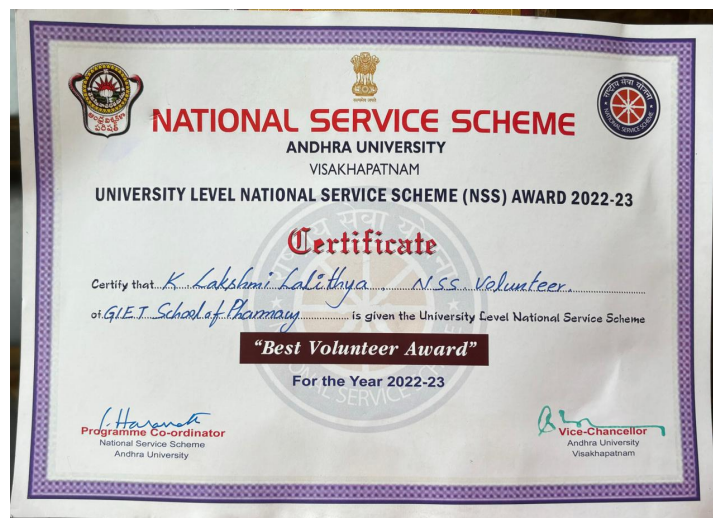 NATIONAL SERVICE SCHEME
ANDHRA UNIVERSITY
VISAKHAPATNAM
UNIVERSITY LEVEL NATIONAL SERVICE SCHEME (NSS) AWARD 2022-23
Certificate
Certify that K Lakshmi Lalithya. NSS Volunteer.
of GIET School of Pharmacy is given the University Level National Service Scheme
"Best Volunteer Award"
For the Year 2022-23
Programme Co-ordinator
National Service Scheme
Andhra University
Vice-Chancellor
Andhra University
Visakhapatnam